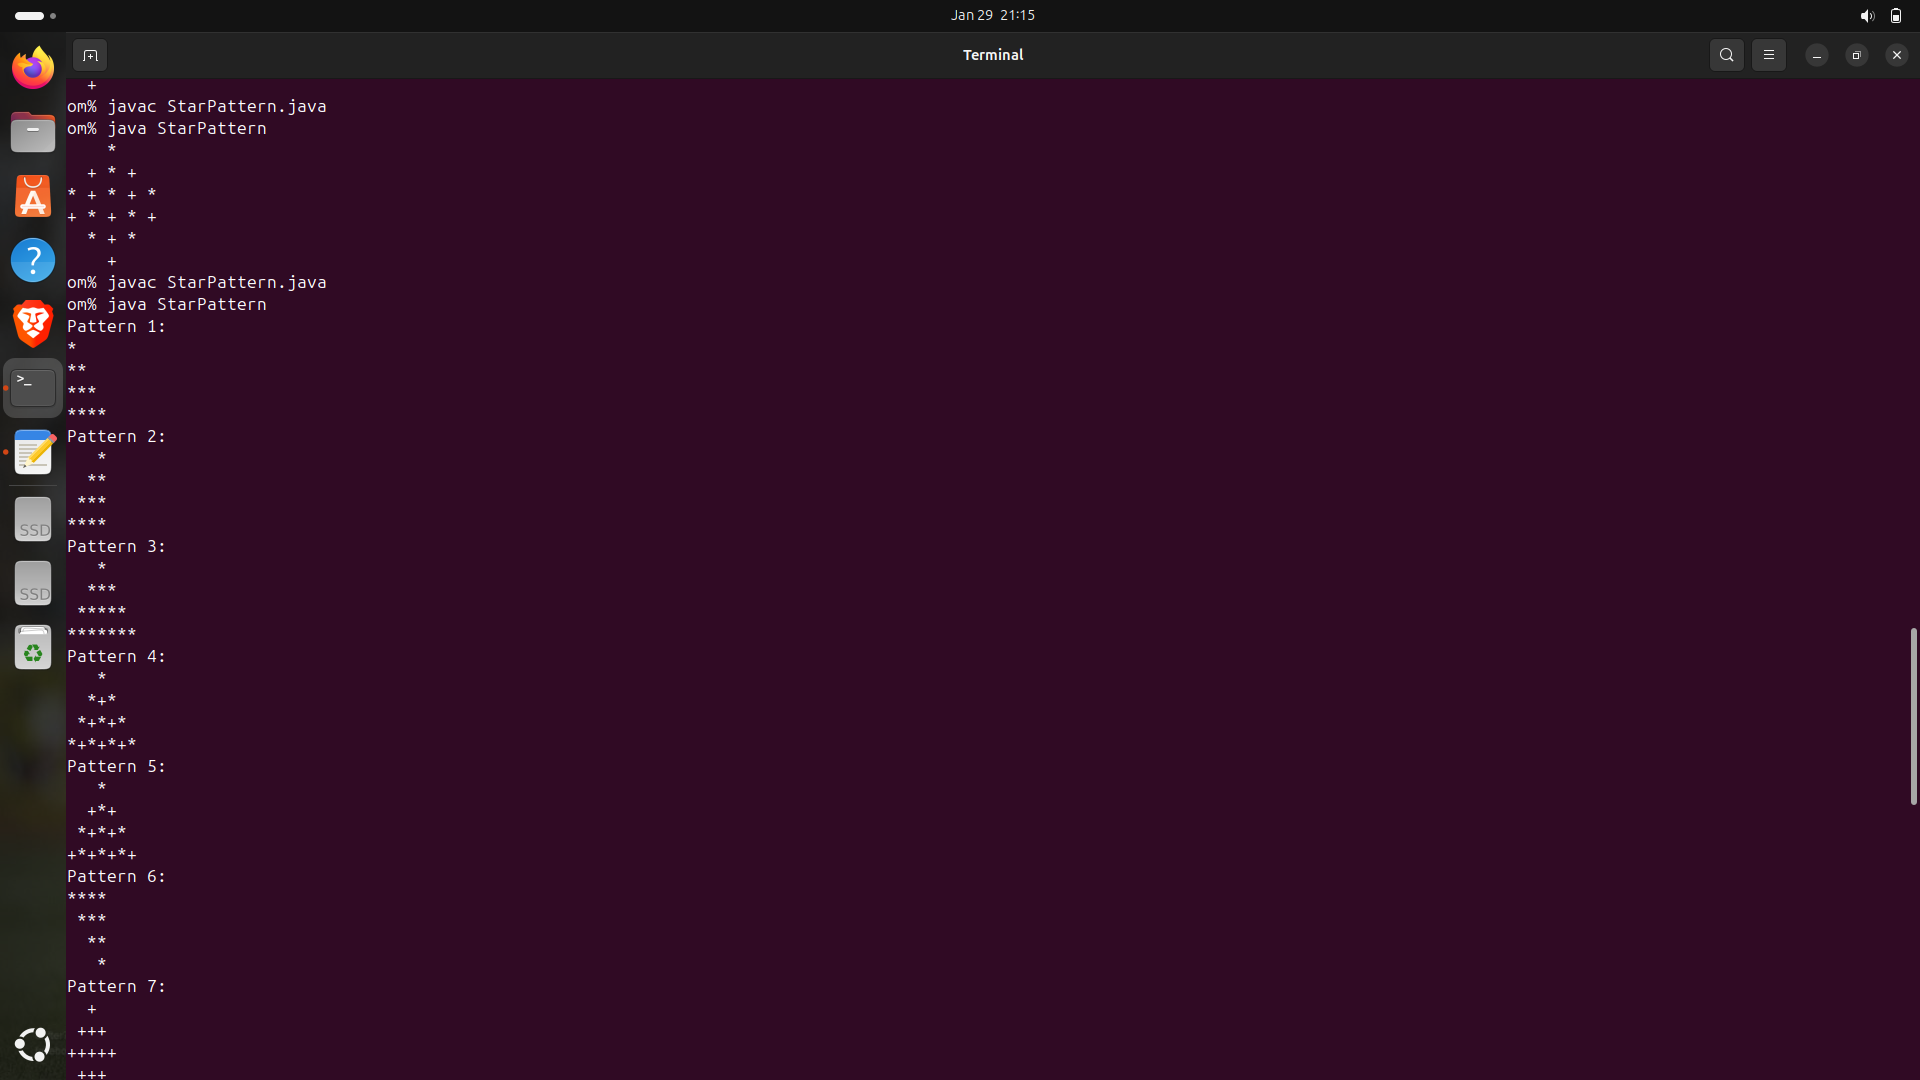 Jan 29 21:15
Terminal
    +
om% javac StarPattern.java
om% java StarPattern
    *
  + * +
* + * + *
+ * + * +
  * + *
    +
om% javac StarPattern.java
om% java StarPattern
Pattern 1:
*
**
***
****
Pattern 2:
   *
  **
 ***
****
Pattern 3:
   *
  ***
 *****
*******
Pattern 4:
   *
  *+*
 *+*+*
*+*+*+*
Pattern 5:
   *
  +*+
 *+*+*
+*+*+*+
Pattern 6:
****
 ***
  **
   *
Pattern 7:
  +
 +++
+++++
 +++
>_
SSD
SSD